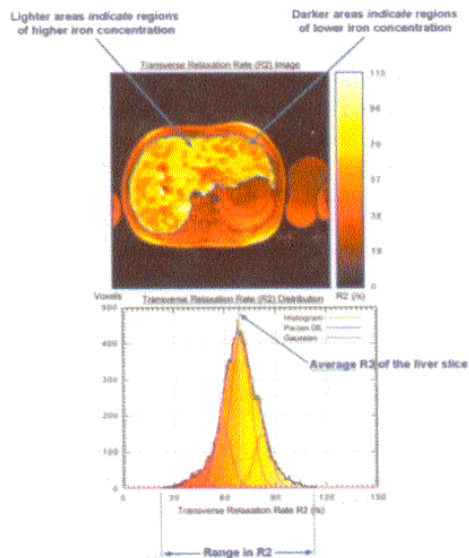 Lighter areas indicate regions
of higher iron concentration
Darker areas indicate regions
of lower iron concentration
Transverse Relaxation Rate (R2) Image
96
57
19
0
R2 (/s)
Voxels
Transverse Relaxation Rate (R2) Distribution
500
400
300
200
100
0
Histogram
Gaussian
Average R2 of the liver slice
0
30
60
90
120
150
Transverse Relaxation Rate R2 (/s)
Range in R2